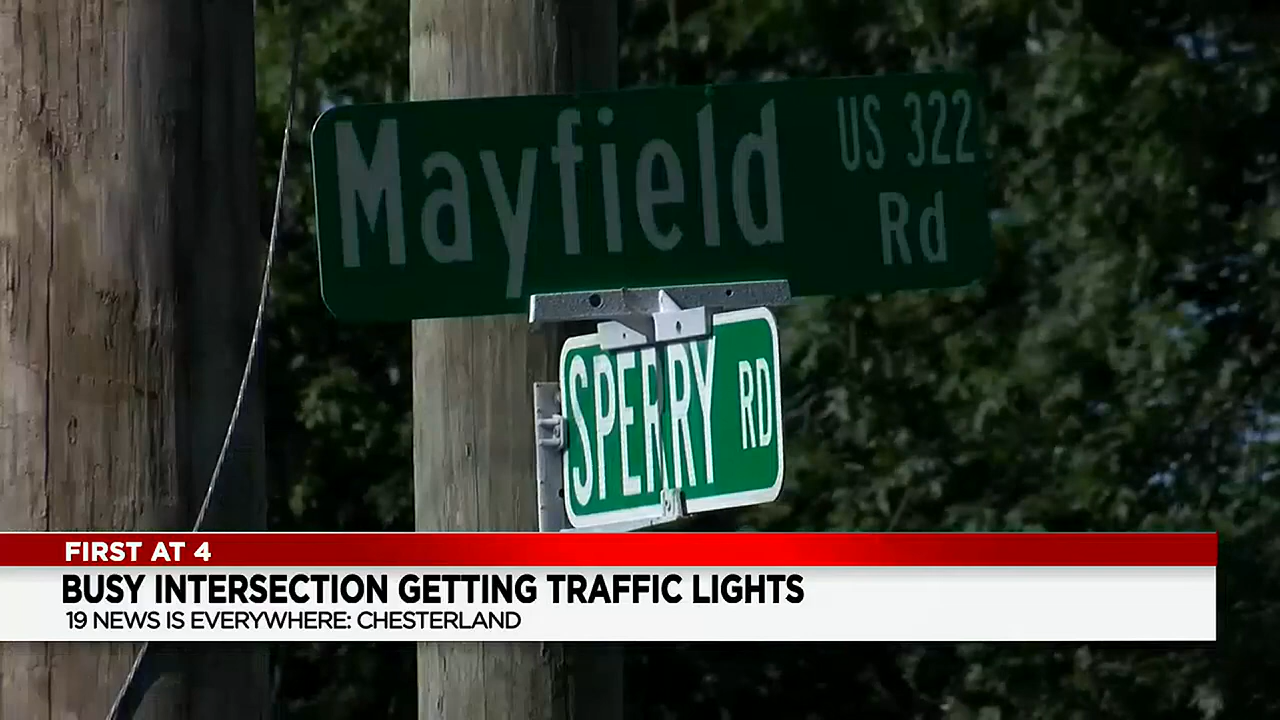 Mayfield US 322
Rd
SPERRY RD
FIRST AT 4
BUSY INTERSECTION GETTING TRAFFIC LIGHTS
19 NEWS IS EVERYWHERE: CHESTERLAND